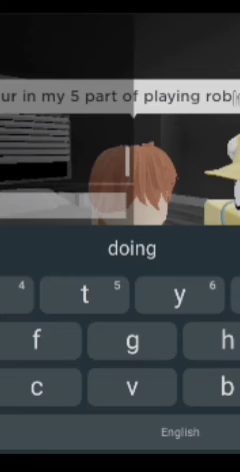 ur in my 5 part of playing rob
doing
4 t 5 y 6
f g h
c v b
English